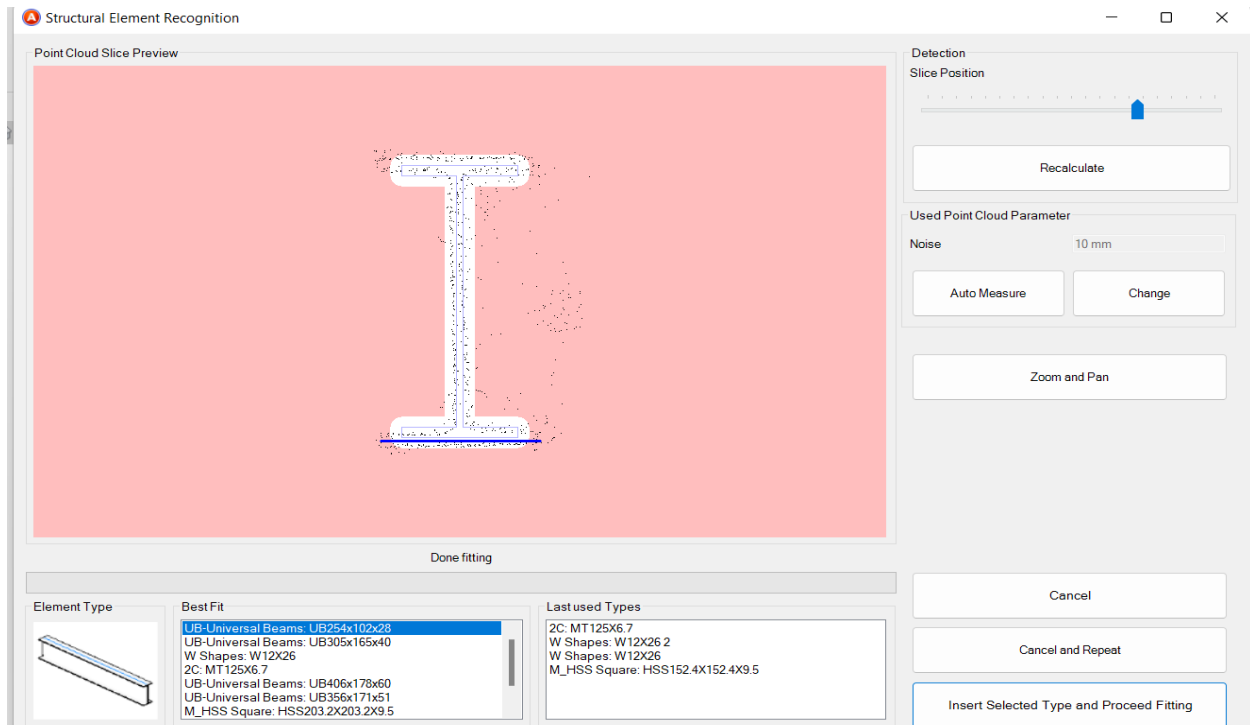 Structural Element Recognition
Point Cloud Slice Preview
Detection
Slice Position
Recalculate
Used Point Cloud Parameter
Noise
10 mm
Auto Measure
Change
Zoom and Pan
Done fitting
Cancel
Cancel and Repeat
Insert Selected Type and Proceed Fitting
Element Type
Best Fit
UB-Universal Beams: UB254x102x28
UB-Universal Beams: UB305x165x40
W Shapes: W12X26
2C: MT125X6.7
UB-Universal Beams: UB406x178x60
UB-Universal Beams: UB356x171x51
M_HSS Square: HSS203.2X203.2X9.5
Last used Types
2C: MT125X6.7
W Shapes: W12X26 2
W Shapes: W12X26
M_HSS Square: HSS152.4X152.4X9.5